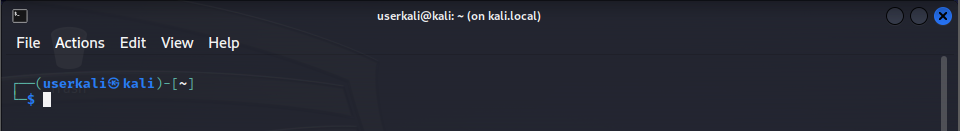 userkali@kali: ~ (on kali.local)
File Actions Edit View Help
┌──(userkali㉿kali)-[~]
└─$